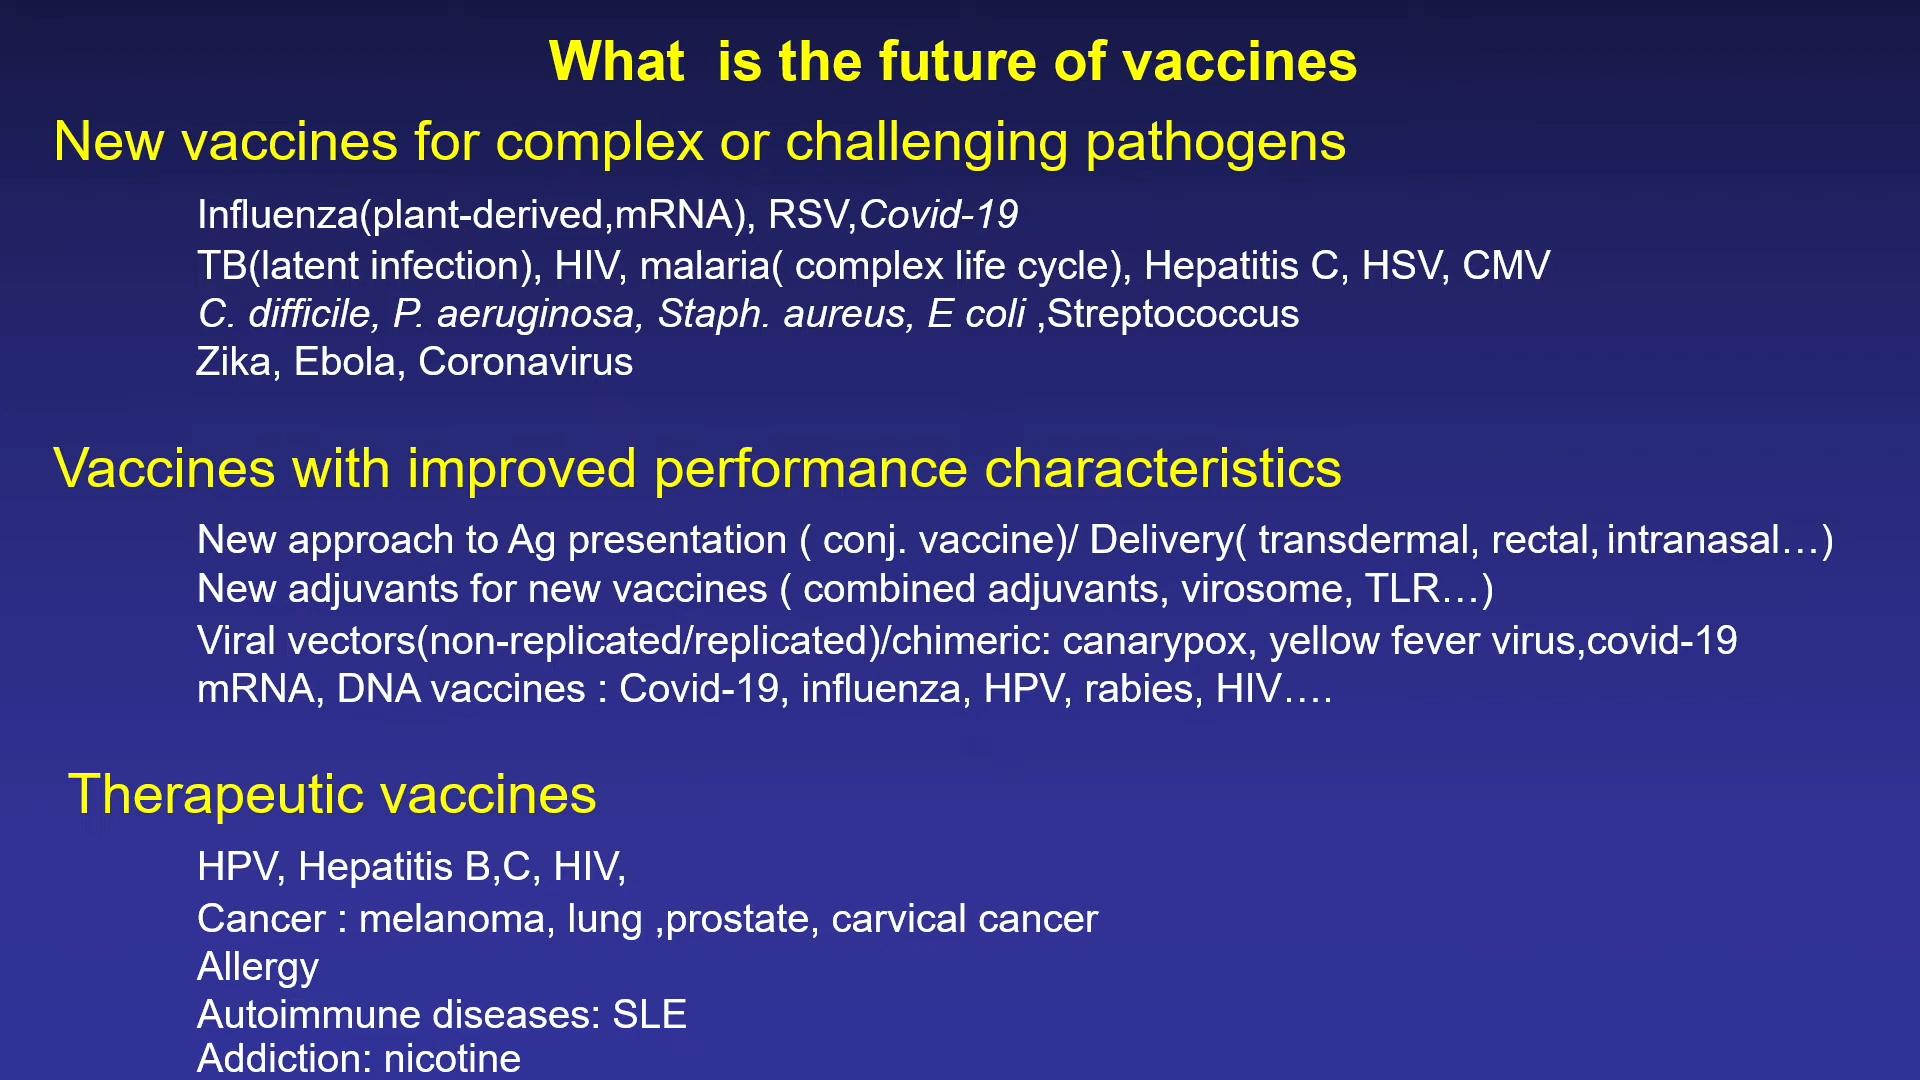 What is the future of vaccines
New vaccines for complex or challenging pathogens
Influenza(plant-derived,mRNA), RSV,Covid-19
TB(latent infection), HIV, malaria( complex life cycle), Hepatitis C, HSV, CMV
C. difficile, P. aeruginosa, Staph. aureus, E coli ,Streptococcus
Zika, Ebola, Coronavirus
Vaccines with improved performance characteristics
New approach to Ag presentation ( conj. vaccine)/ Delivery( transdermal, rectal, intranasal…)
New adjuvants for new vaccines ( combined adjuvants, virosome, TLR…)
Viral vectors(non-replicated/replicated)/chimeric: canarypox, yellow fever virus,covid-19
mRNA, DNA vaccines : Covid-19, influenza, HPV, rabies, HIV….
Therapeutic vaccines
HPV, Hepatitis B,C, HIV,
Cancer : melanoma, lung ,prostate, carvical cancer
Allergy
Autoimmune diseases: SLE
Addiction: nicotine